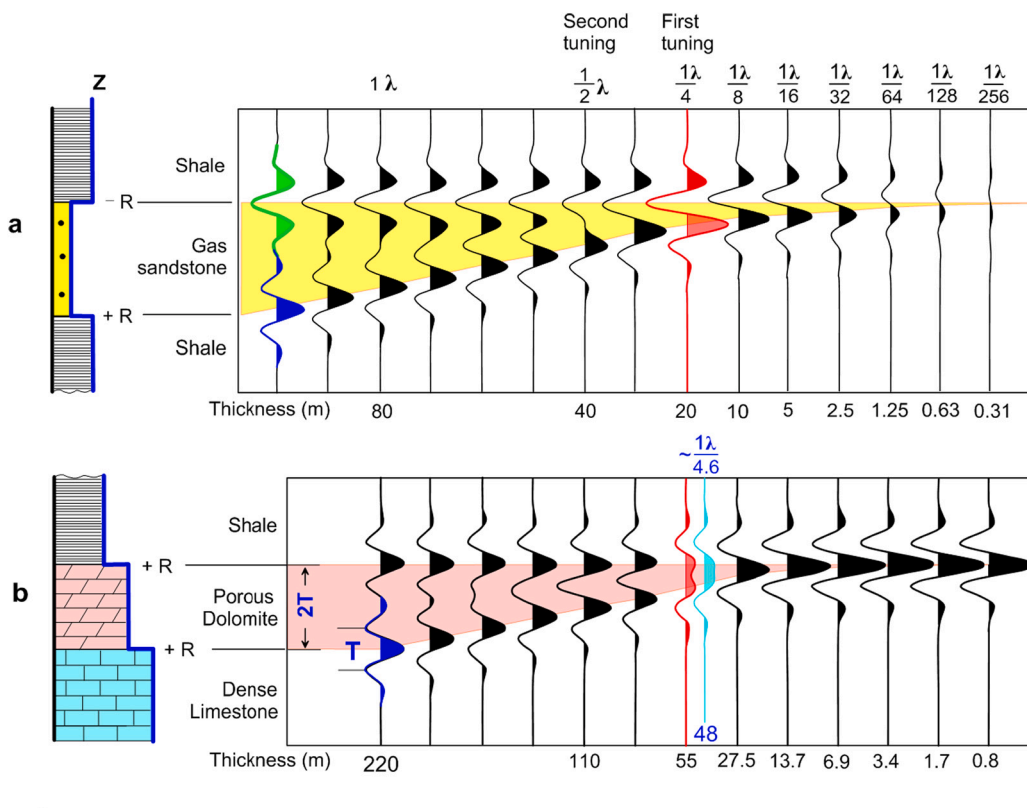 Second tuning
First tuning
Z
1 λ
1/2 λ
1λ/4
1λ/8
1λ/16
1λ/32
1λ/64
1λ/128
1λ/256
a
Shale
− R
Gas sandstone
+ R
Shale
Thickness (m)
80
40
20
10
5
2.5
1.25
0.63
0.31
~ 1λ/4.6
b
Shale
+ R
Porous Dolomite
2T
+ R
T
Dense Limestone
48
Thickness (m)
220
110
55
27.5
13.7
6.9
3.4
1.7
0.8